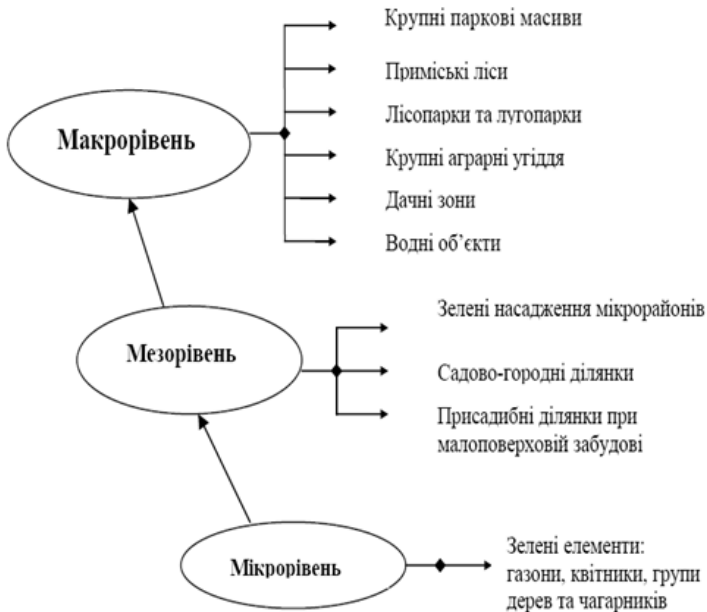 Макрорівень
Крупні паркові масиви
Приміські ліси
Лісопарки та лугопарки
Крупні аграрні угіддя
Дачні зони
Водні об’єкти
Мезорівень
Зелені насадження мікрорайонів
Садово-городні ділянки
Присадибні ділянки при
малоповерховій забудові
Мікрорівень
Зелені елементи:
газони, квітники, групи
дерев та чагарників